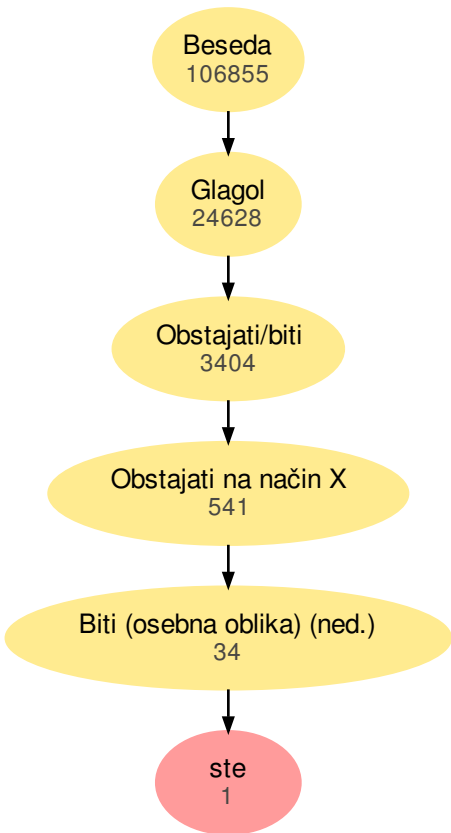 Beseda
106855
Glagol
24628
Obstajati/biti
3404
Obstajati na način X
541
Biti (osebna oblika) (ned.)
34
ste
1